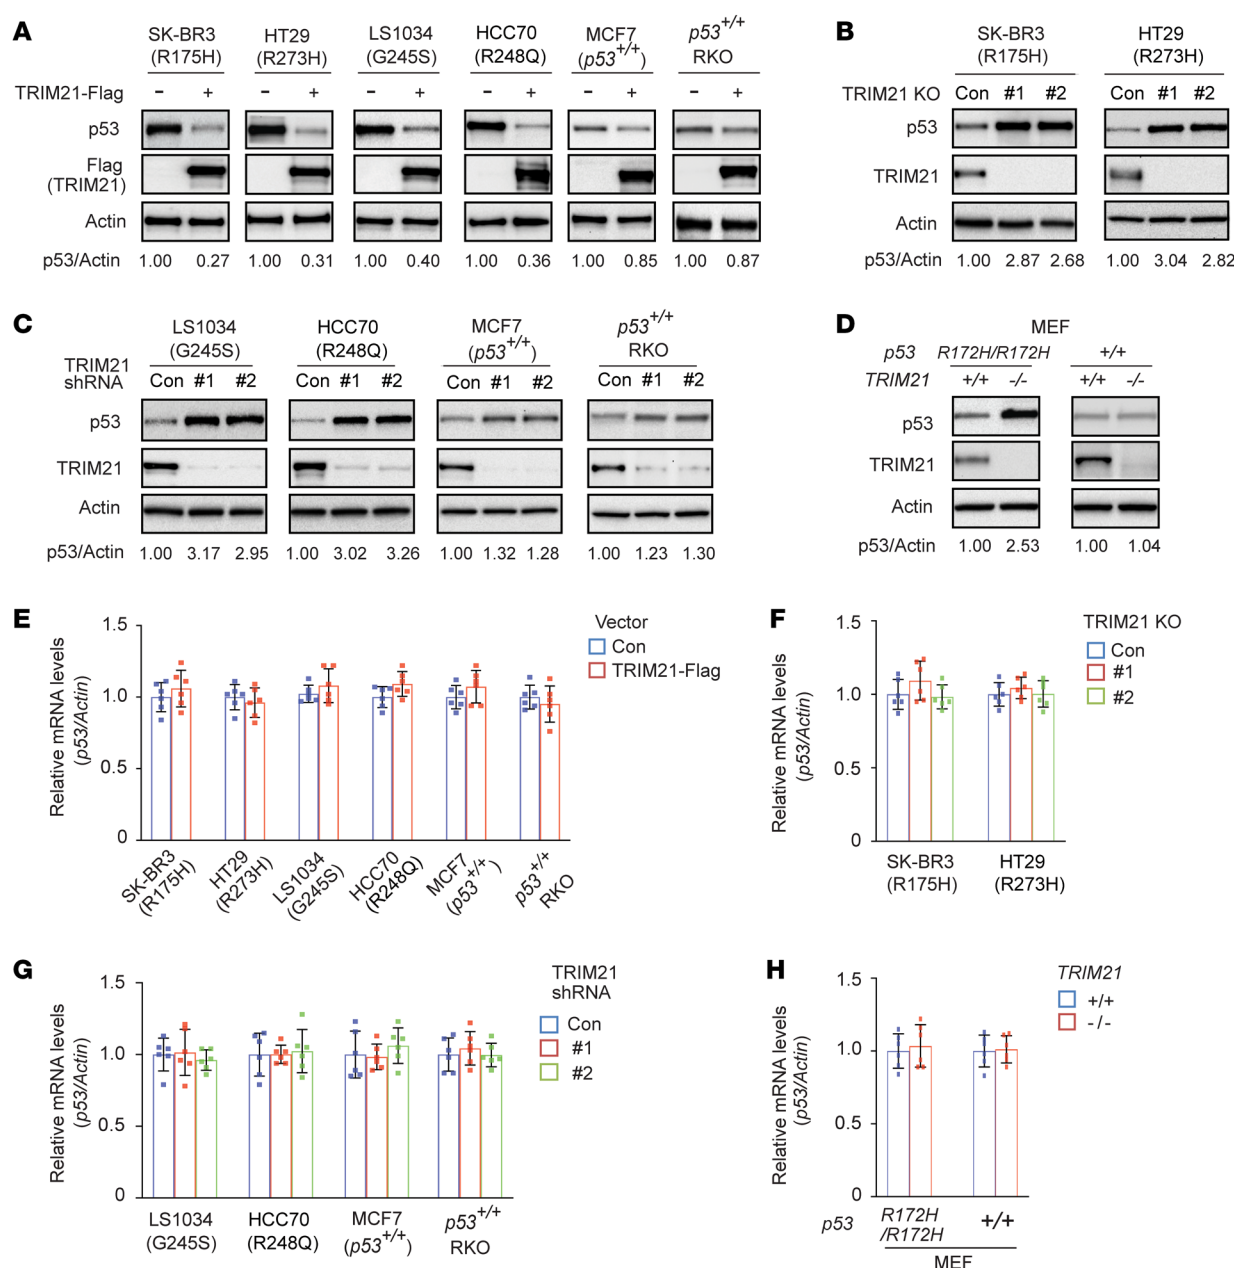 A
SK-BR3 (R175H) HT29 (R273H) LS1034 (G245S) HCC70 (R248Q) MCF7 (p53+/+) p53+/+ RKO
TRIM21-Flag - + - + - + - + - + - +
p53
Flag (TRIM21)
Actin
p53/Actin 1.00 0.27 1.00 0.31 1.00 0.40 1.00 0.36 1.00 0.85 1.00 0.87
B
SK-BR3 (R175H) HT29 (R273H)
TRIM21 KO Con #1 #2 Con #1 #2
p53
TRIM21
Actin
p53/Actin 1.00 2.87 2.68 1.00 3.04 2.82
C
LS1034 (G245S) HCC70 (R248Q) MCF7 (p53+/+) p53+/+ RKO
TRIM21 shRNA Con #1 #2 Con #1 #2 Con #1 #2 Con #1 #2
p53
TRIM21
Actin
p53/Actin 1.00 3.17 2.95 1.00 3.02 3.26 1.00 1.32 1.28 1.00 1.23 1.30
D
MEF
p53 R172H/R172H +/+
TRIM21 +/+ -/- +/+ -/-
p53
TRIM21
Actin
p53/Actin 1.00 2.53 1.00 1.04
E
Relative mRNA levels
(p53/Actin)
1.5
1.0
0.5
0
Vector
Con
TRIM21-Flag
SK-BR3 (R175H) HT29 (R273H) LS1034 (G245S) HCC70 (R248Q) MCF7 (p53+/+) p53+/+ RKO
F
Relative mRNA levels
(p53/Actin)
1.5
1.0
0.5
0
TRIM21 KO
Con
#1
#2
SK-BR3 (R175H) HT29 (R273H)
G
Relative mRNA levels
(p53/Actin)
1.5
1.0
0.5
0
TRIM21
shRNA
Con
#1
#2
LS1034 (G245S) HCC70 (R248Q) MCF7 (p53+/+) p53+/+ RKO
H
Relative mRNA levels
(p53/Actin)
1.5
1.0
0.5
0
TRIM21
+/+
-/-
p53 R172H /R172H +/+
MEF